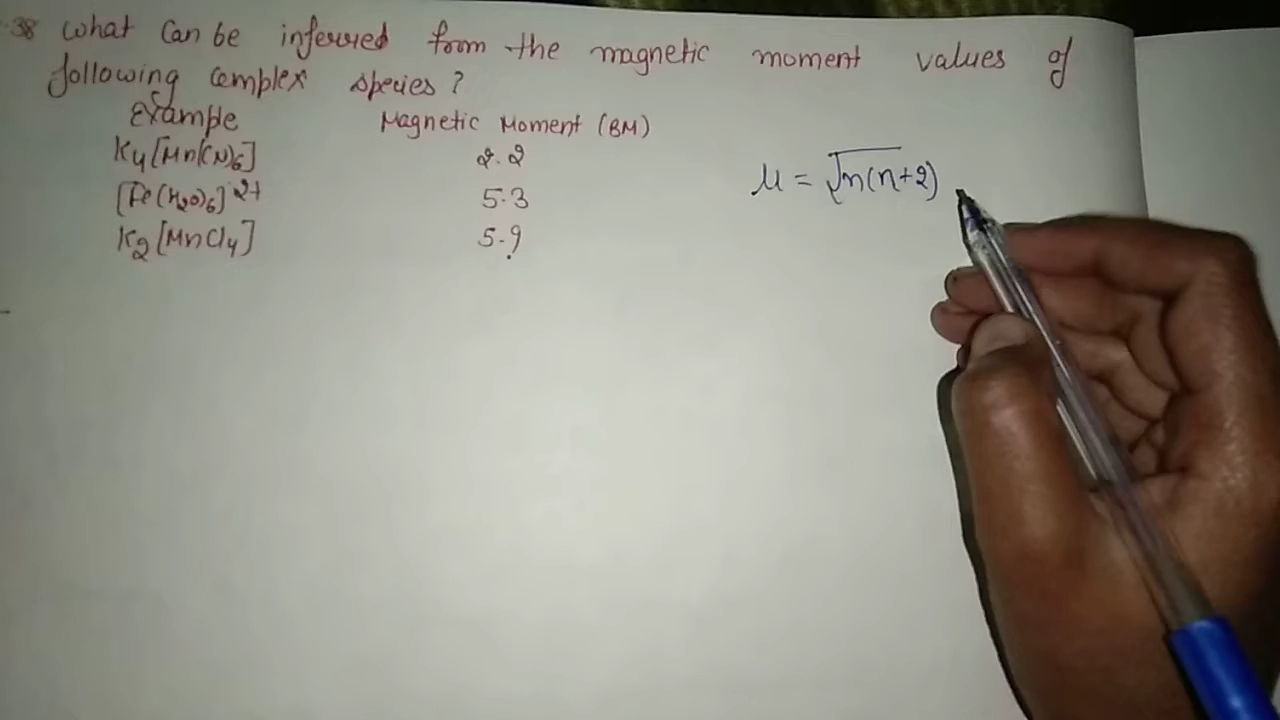 38 What can be inferred from the magnetic moment values of
following complex species?
Example Magnetic Moment (BM)
K4[Mn(CN)6] 2.2
[Fe(H2O)6]2+ 5.3
K2[MnCl4] 5.9
μ = √n(n+2)